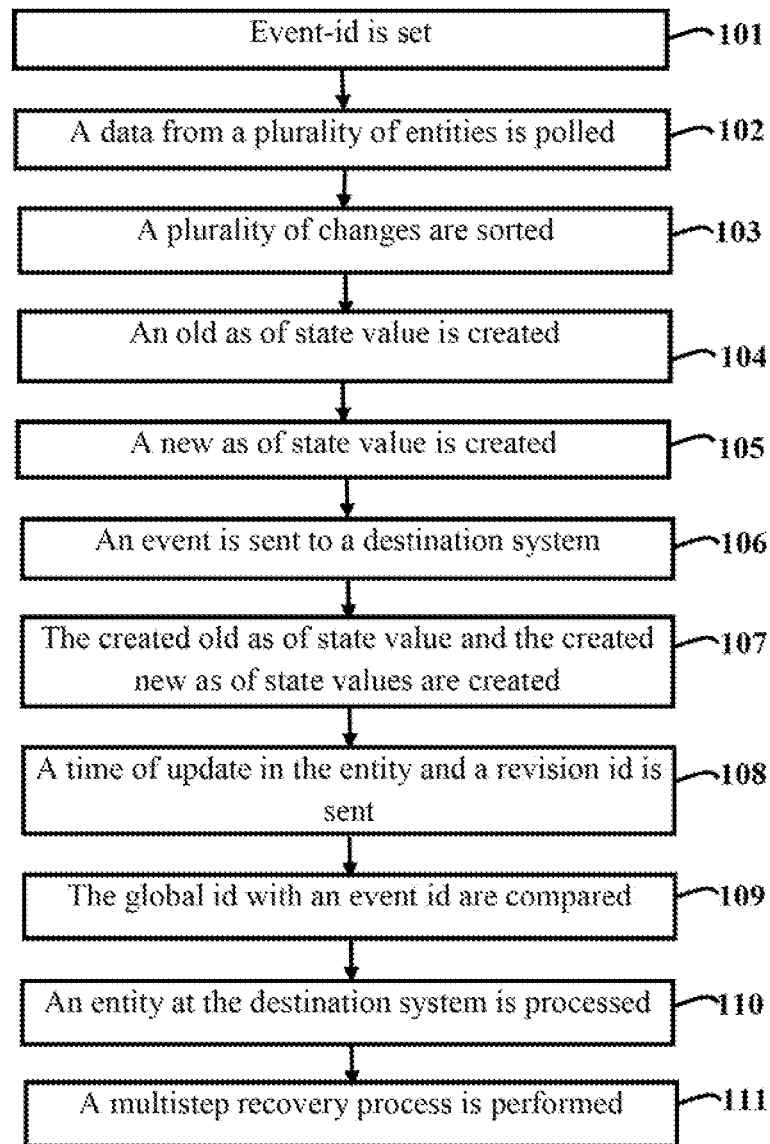 Event-id is set
101
A data from a plurality of entities is polled
102
A plurality of changes are sorted
103
An old as of state value is created
104
A new as of state value is created
105
An event is sent to a destination system
106
The created old as of state value and the created
new as of state values are created
107
A time of update in the entity and a revision id is
sent
108
The global id with an event id are compared
109
An entity at the destination system is processed
110
A multistep recovery process is performed
111